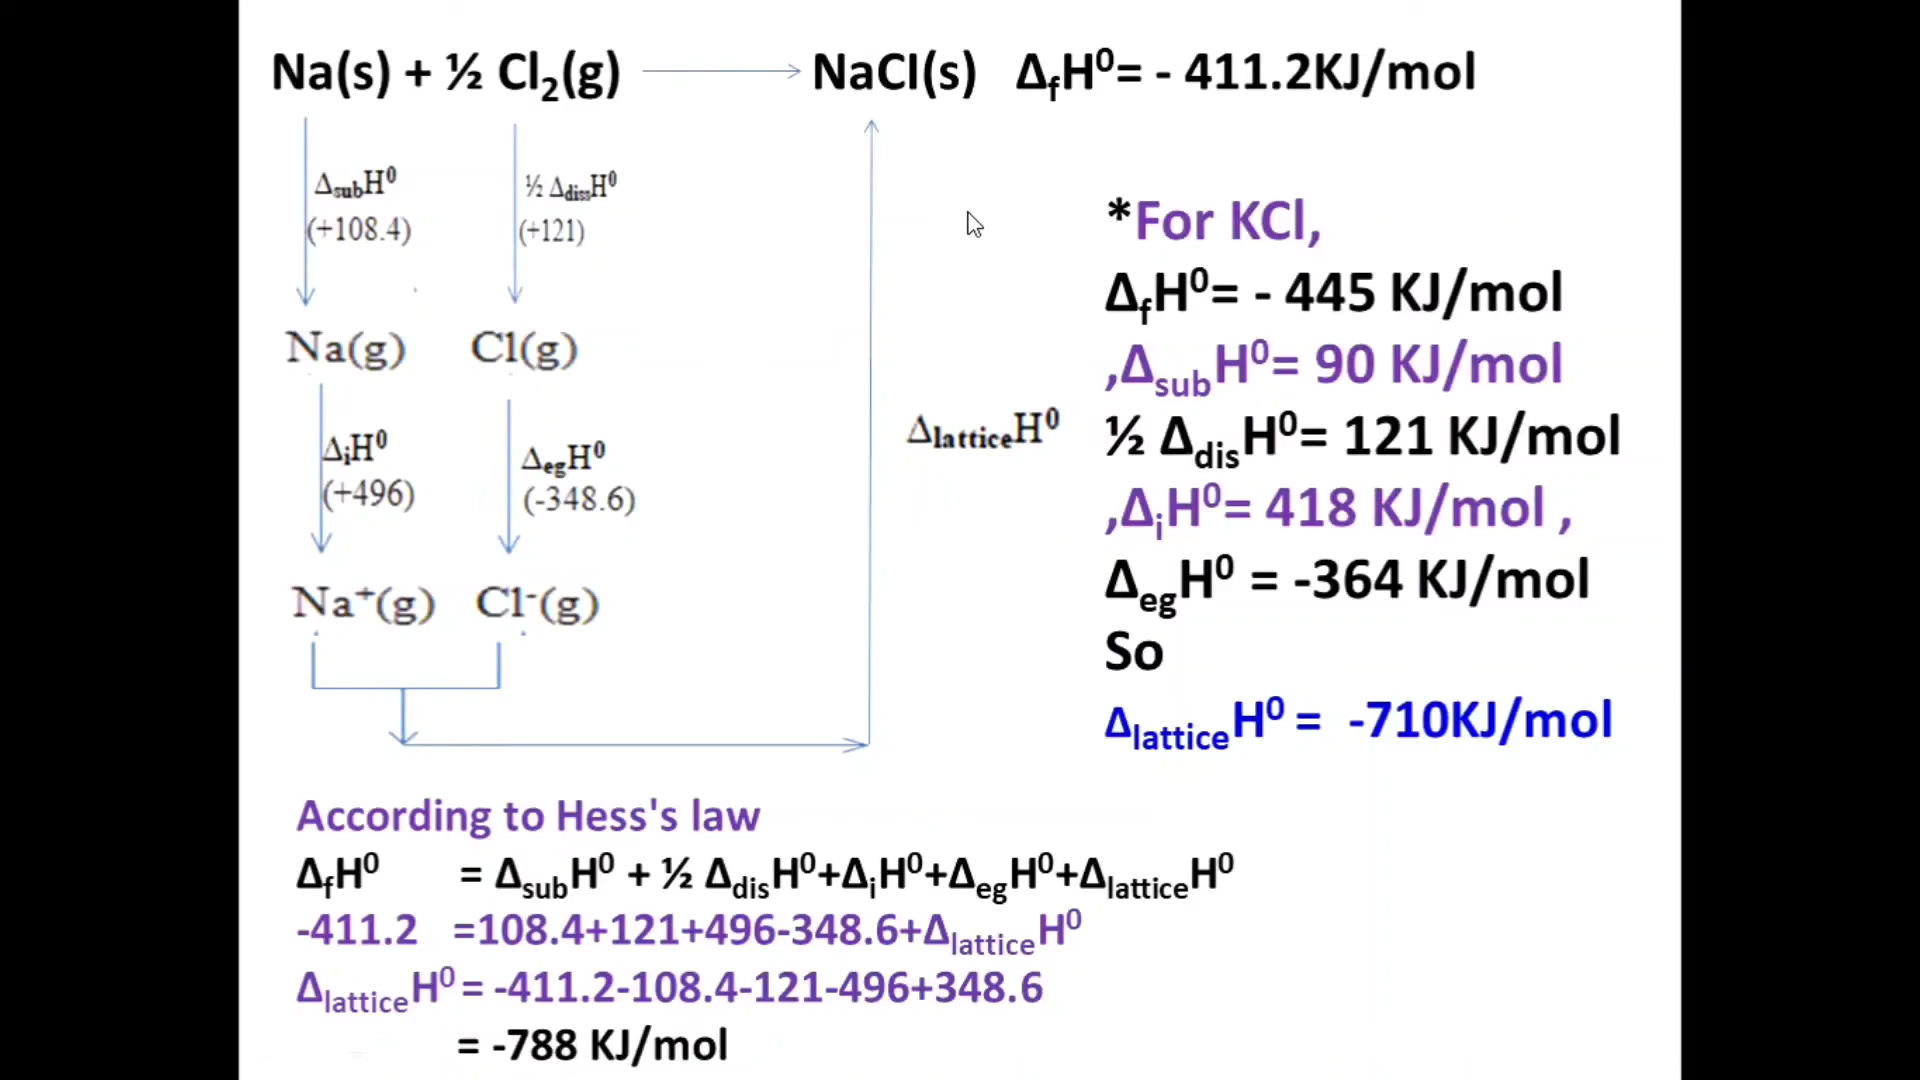 Na(s) + ½ Cl₂(g) NaCl(s) ΔfH⁰= - 411.2KJ/mol
ΔsubH⁰ ½ ΔdissH⁰
(+108.4) (+121)
Na(g) Cl(g)
ΔiH⁰ ΔegH⁰
(+496) (-348.6)
Na⁺(g) Cl⁻(g)
ΔlatticeH⁰
*For KCl,
ΔfH⁰= - 445 KJ/mol
,ΔsubH⁰= 90 KJ/mol
½ ΔdisH⁰= 121 KJ/mol
,ΔiH⁰= 418 KJ/mol ,
ΔegH⁰ = -364 KJ/mol
So
ΔlatticeH⁰ = -710KJ/mol
According to Hess's law
ΔfH⁰ = ΔsubH⁰ + ½ ΔdisH⁰+ΔiH⁰+ΔegH⁰+ΔlatticeH⁰
-411.2 =108.4+121+496-348.6+ΔlatticeH⁰
ΔlatticeH⁰ = -411.2-108.4-121-496+348.6
= -788 KJ/mol